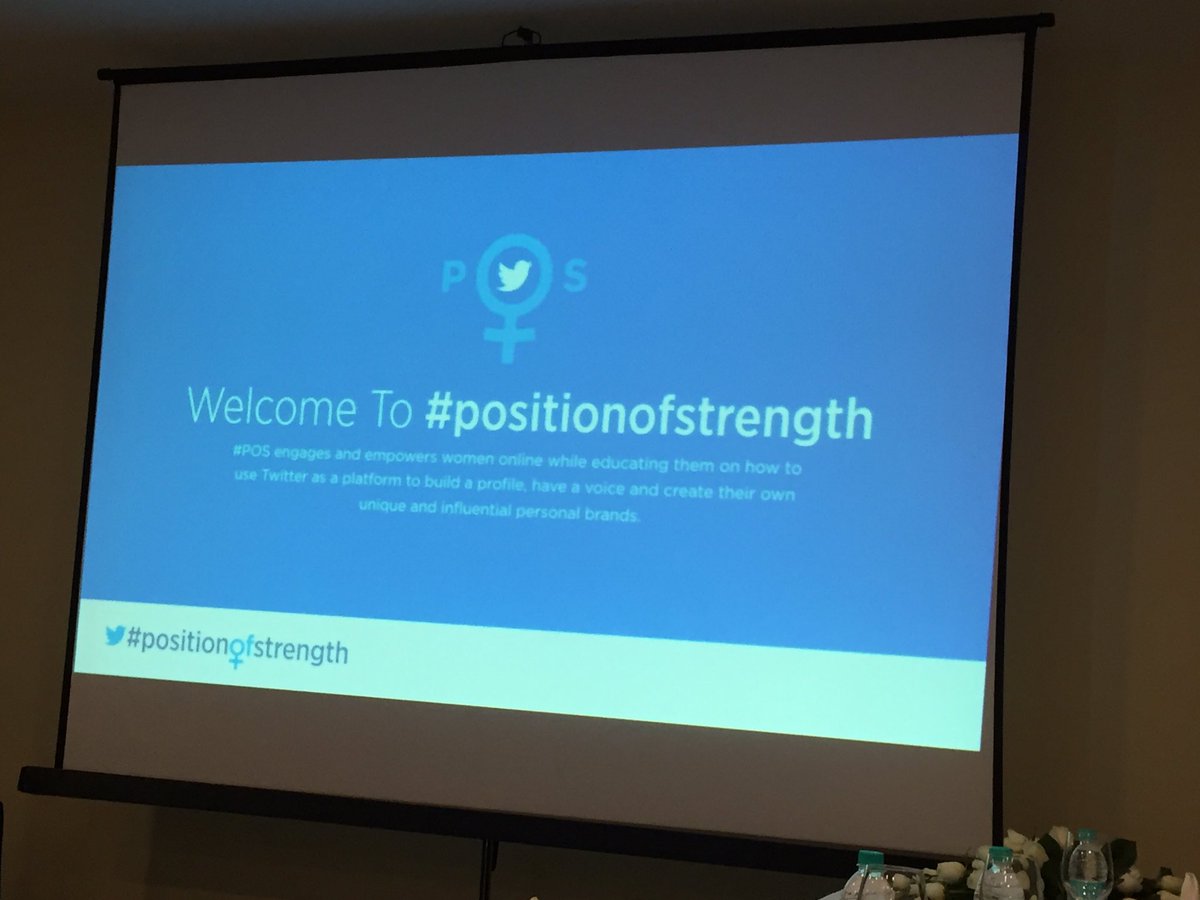 P S
Welcome To #positionofstrength
#POS engages and empowers women online while educating them on how to
use Twitter as a platform to build a profile, have a voice and create their own
unique and influential personal brands.
#positionofstrength